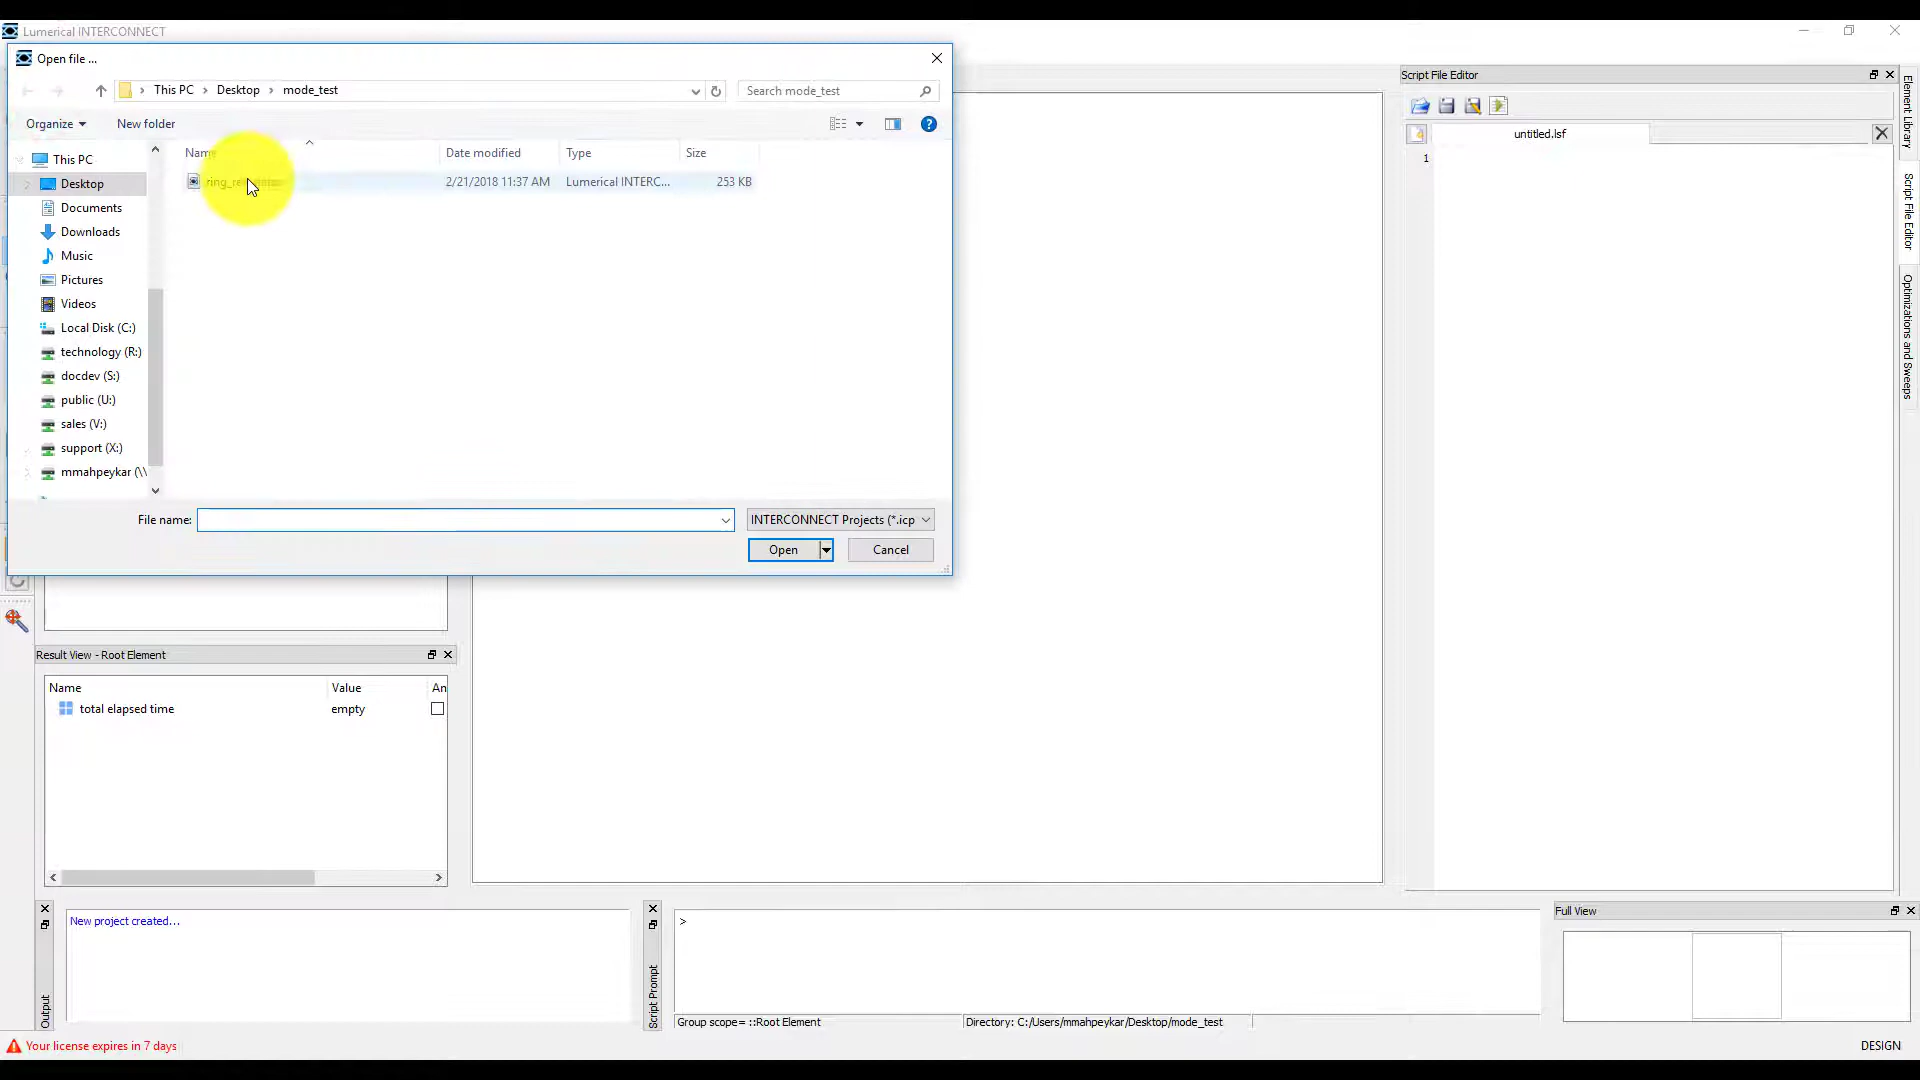 Lumerical INTERCONNECT
Open file ...
This PC > Desktop > mode_test
Search mode_test
Organize
New folder
This PC
Desktop
Documents
Downloads
Music
Pictures
Videos
Local Disk (C:)
technology (R:)
docdev (S:)
public (U:)
sales (V:)
support (X:)
mmahpeykar (\\
Name Date modified Type Size
2/21/2018 11:37 AM Lumerical INTERC... 253 KB
File name:
INTERCONNECT Projects (*.icp
Open
Cancel
Script File Editor
untitled.lsf
1
Element Library
Script File Editor
Optimizations and Sweeps
Result View - Root Element
Name Value An
total elapsed time empty
Output
New project created...
Script Prompt
>
Group scope= ::Root Element
Directory: C:/Users/mmahpeykar/Desktop/mode_test
Full View
Your license expires in 7 days
DESIGN